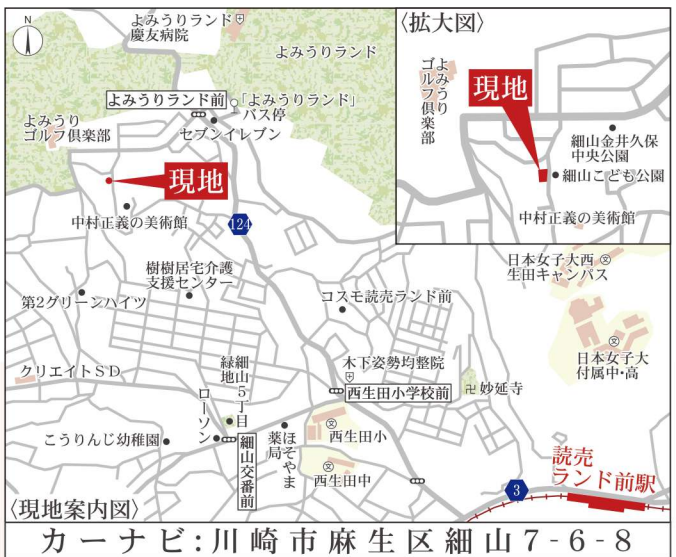 N
よみうりランド
慶友病院
よみうりランド
よみうりランド前
「よみうりランド」
バス停
セブンイレブン
よみうり
ゴルフ倶楽部
現地
中村正義の美術館
124
樹樹居宅介護
支援センター
第2グリーンハイツ
コスモ読売ランド前
クリエイトSD
細山5丁目
緑地
ローソン
こうりんじ幼稚園
細山交番前
ほそやま
薬局
木下姿勢均整院
西生田小学校前
卍妙延寺
文
西生田小
文
西生田中
日本女子大西
生田キャンパス
文
文
日本女子大
付属中・高
3
読売
ランド前駅
〈現地案内図〉
〈拡大図〉
よみうり
ゴルフ倶楽部
現地
細山金井久保
中央公園
細山こども公園
中村正義の美術館
カーナビ:川崎市麻生区細山7-6-8